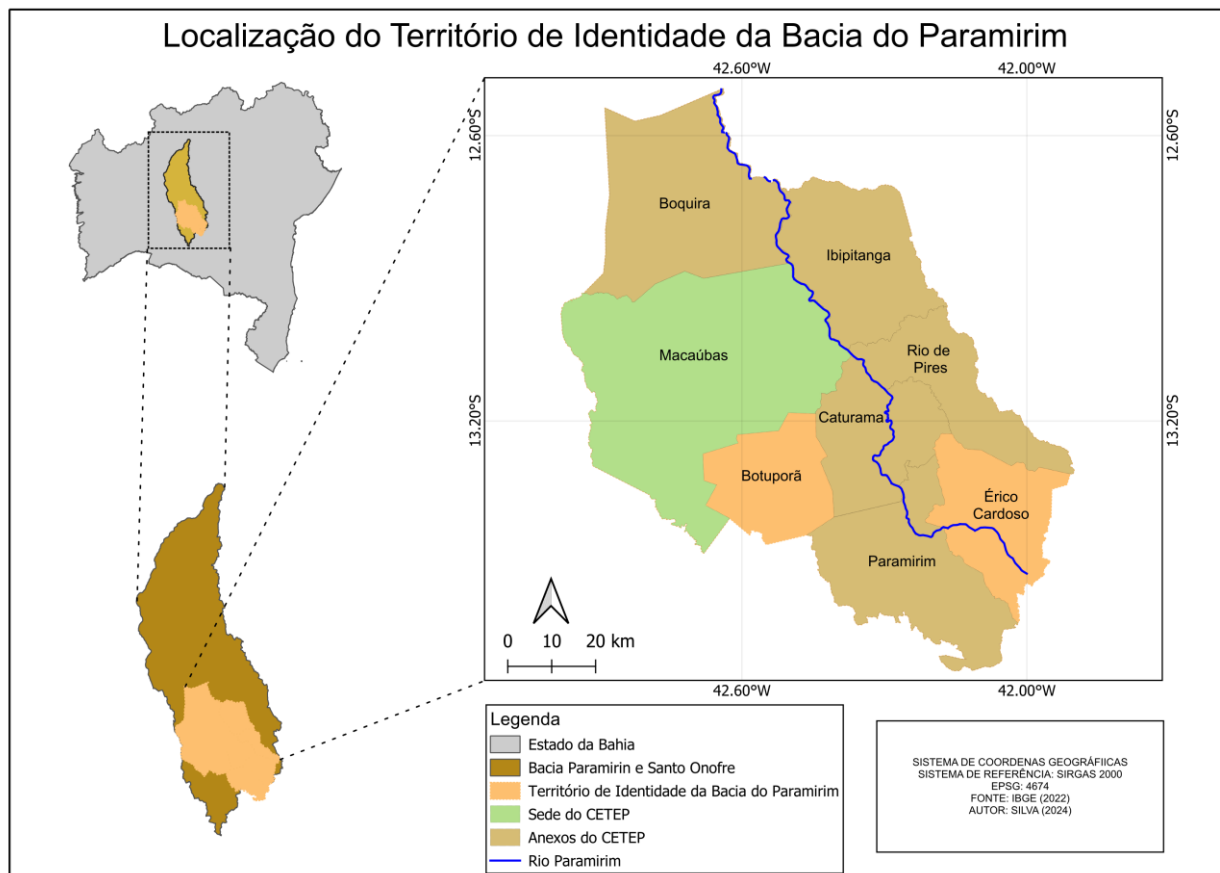 Localização do Território de Identidade da Bacia do Paramirim
42.60°W
42.00°W
12.60°S
12.60°S
Boquira
Ibipitanga
Macaúbas
Rio de
Pires
13.20°S
13.20°S
Caturama
Botuporã
Érico
Cardoso
Paramirim
0 10 20 km
42.60°W
42.00°W
Legenda
Estado da Bahia
Bacia Paramirin e Santo Onofre
Território de Identidade da Bacia do Paramirim
Sede do CETEP
Anexos do CETEP
Rio Paramirim
SISTEMA DE COORDENAS GEOGRÁFIICAS
SISTEMA DE REFERÊNCIA: SIRGAS 2000
EPSG: 4674
FONTE: IBGE (2022)
AUTOR: SILVA (2024)